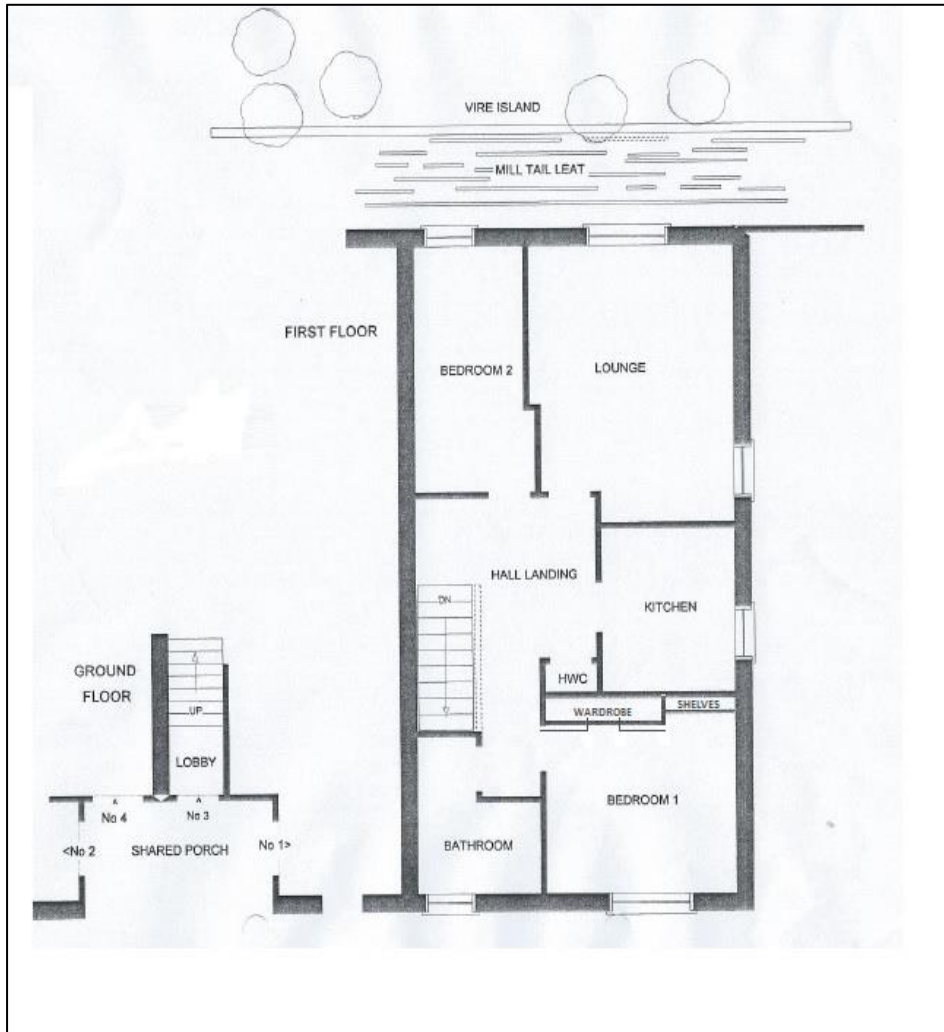 VIRE ISLAND
MILL TAIL LEAT
FIRST FLOOR
BEDROOM 2
LOUNGE
HALL LANDING
DN
KITCHEN
HWC
WARDROBE
SHELVES
BEDROOM 1
BATHROOM
GROUND
FLOOR
UP
LOBBY
No 4
No 3
<No 2
SHARED PORCH
No 1>